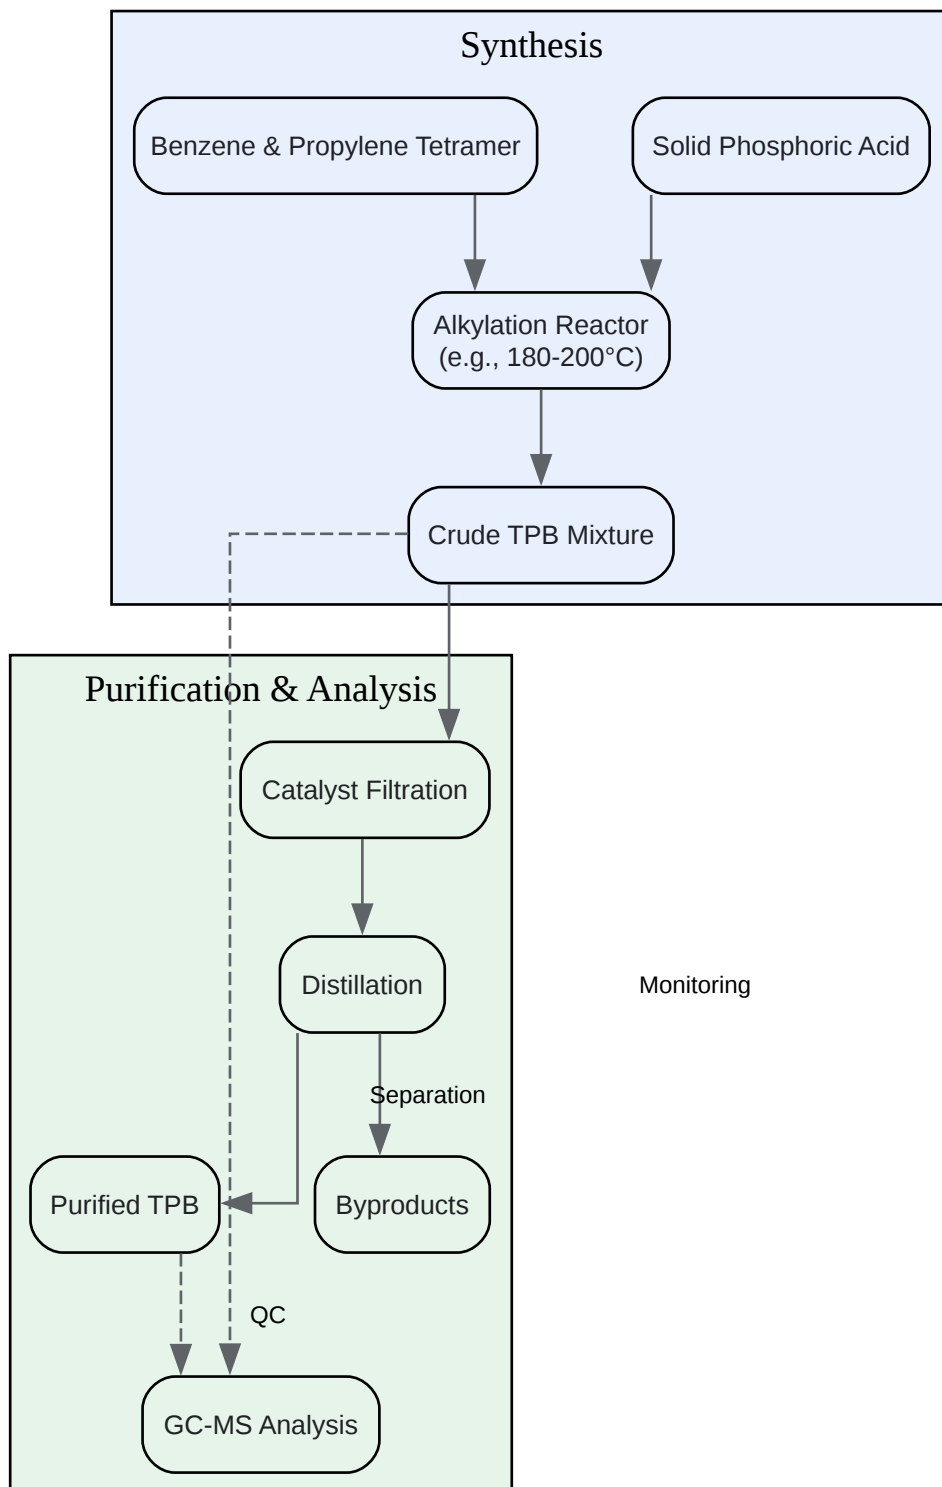 Synthesis
Benzene & Propylene Tetramer
Solid Phosphoric Acid
Alkylation Reactor
(e.g., 180-200°C)
Crude TPB Mixture
Purification & Analysis
Catalyst Filtration
Distillation
Monitoring
Separation
Purified TPB
Byproducts
QC
GC-MS Analysis